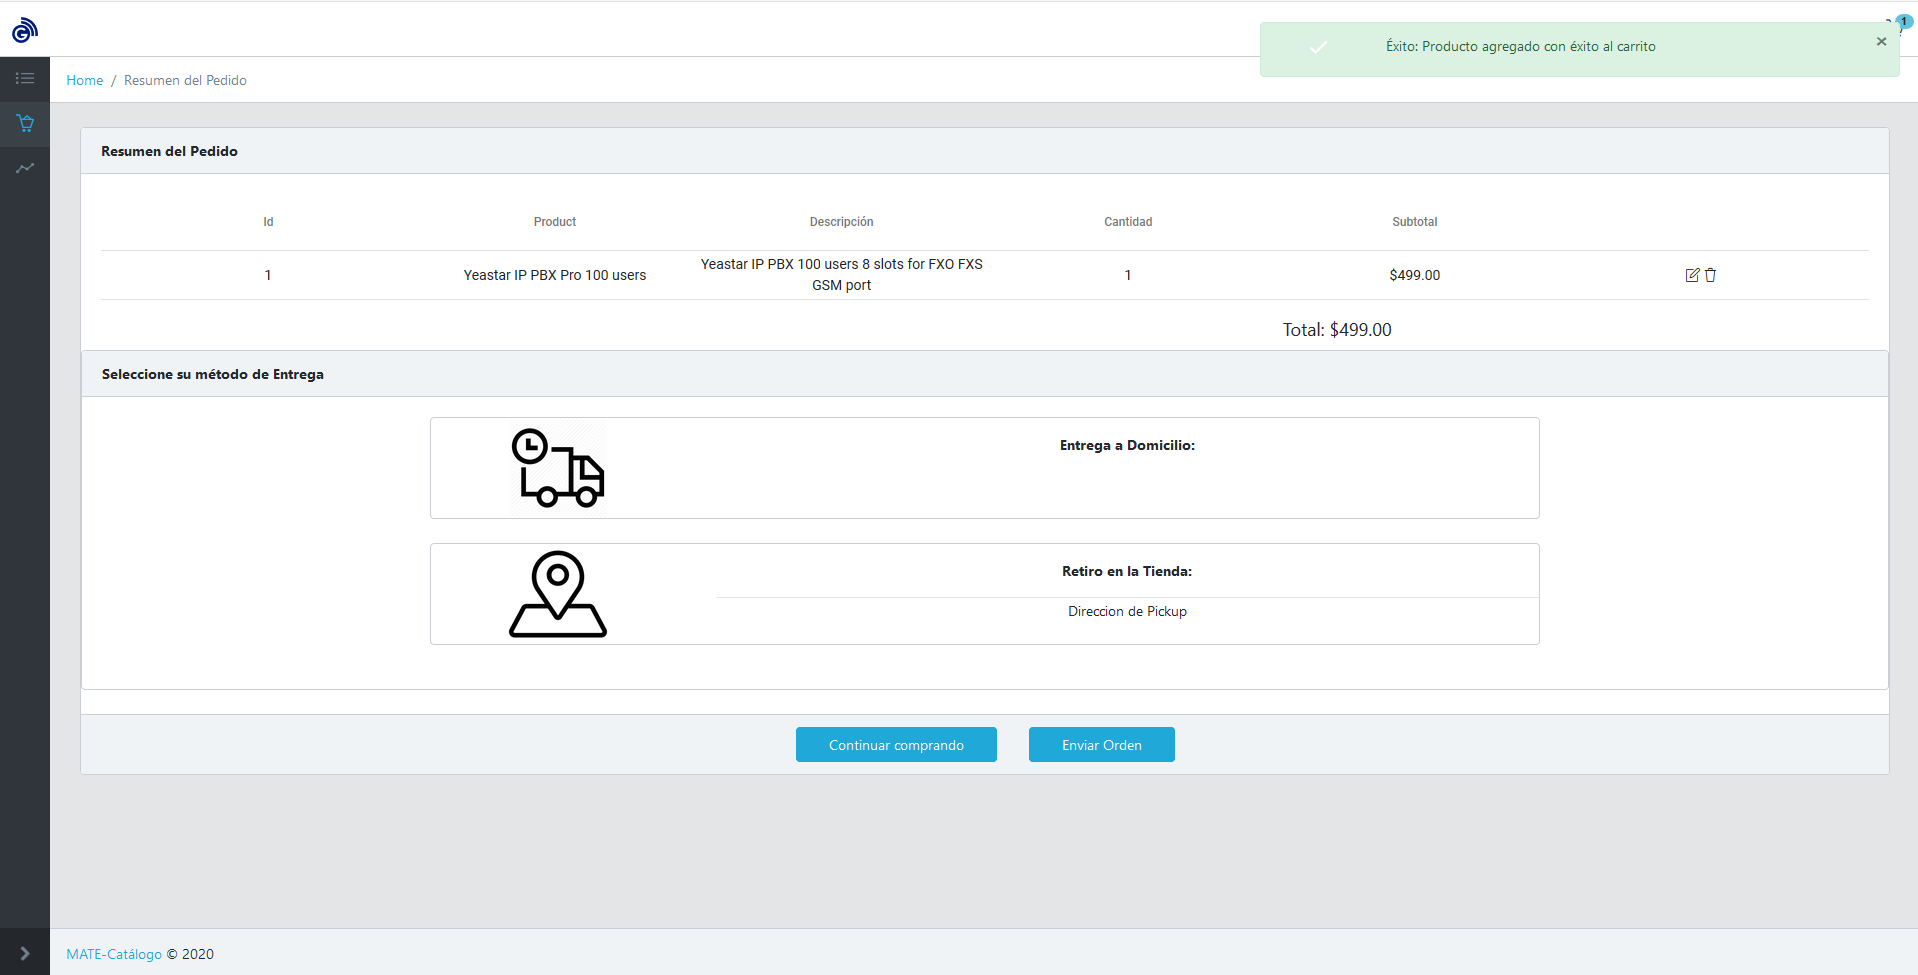 1
Éxito: Producto agregado con éxito al carrito
×
Home / Resumen del Pedido
Resumen del Pedido
Id Product Descripción Cantidad Subtotal
1 Yeastar IP PBX Pro 100 users Yeastar IP PBX 100 users 8 slots for FXO FXS GSM port 1 $499.00
Total: $499.00
Seleccione su método de Entrega
Entrega a Domicilio:
Retiro en la Tienda:
Direccion de Pickup
Continuar comprando Enviar Orden
MATE-Catálogo © 2020